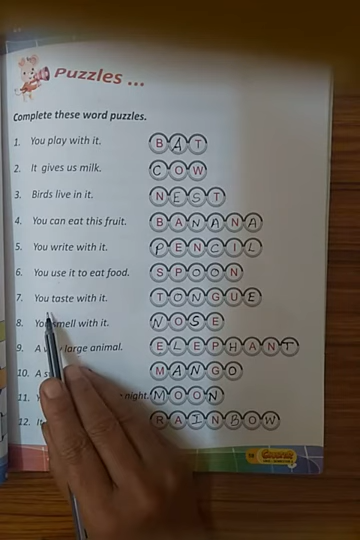 Puzzles ...
Complete these word puzzles.
1. You play with it. BAT
2. It gives us milk. COW
3. Birds live in it. NEST
4. You can eat this fruit. BANANA
5. You write with it. PENCIL
6. You use it to eat food. SPOON
7. You taste with it. TONGUE
8. You smell with it. NOSE
9. A large animal. ELEPHANT
10. A MANGO
11. night. MOON
12. RAINBOW